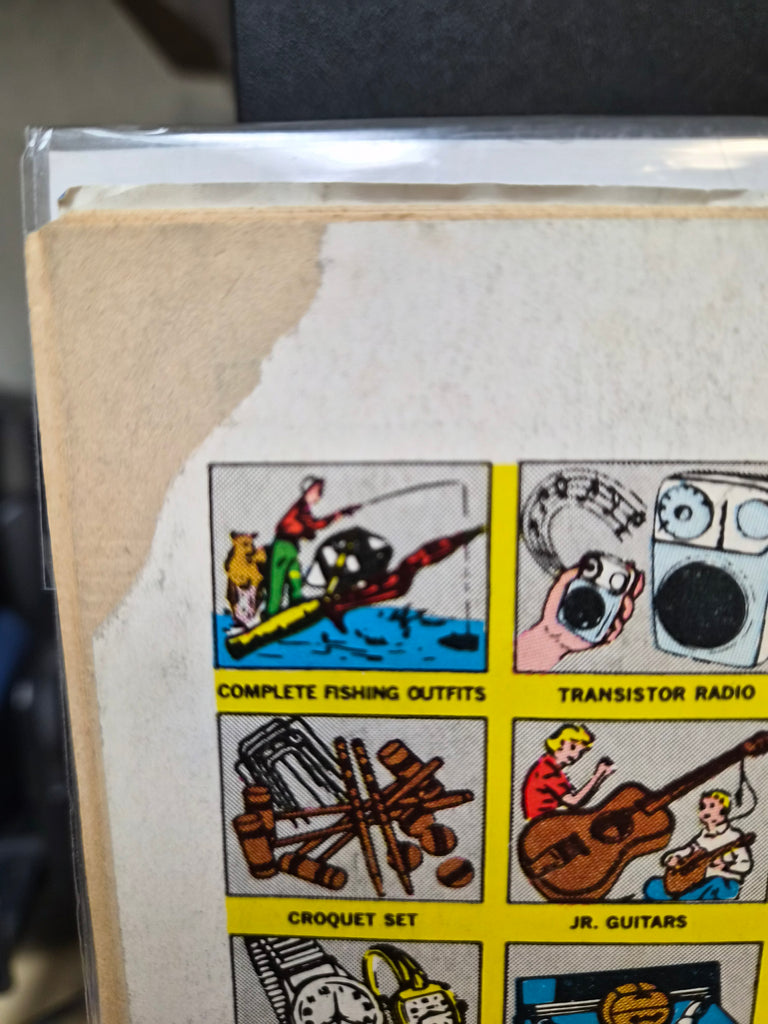 COMPLETE FISHING OUTFITS
TRANSISTOR RADIO
CROQUET SET
JR. GUITARS